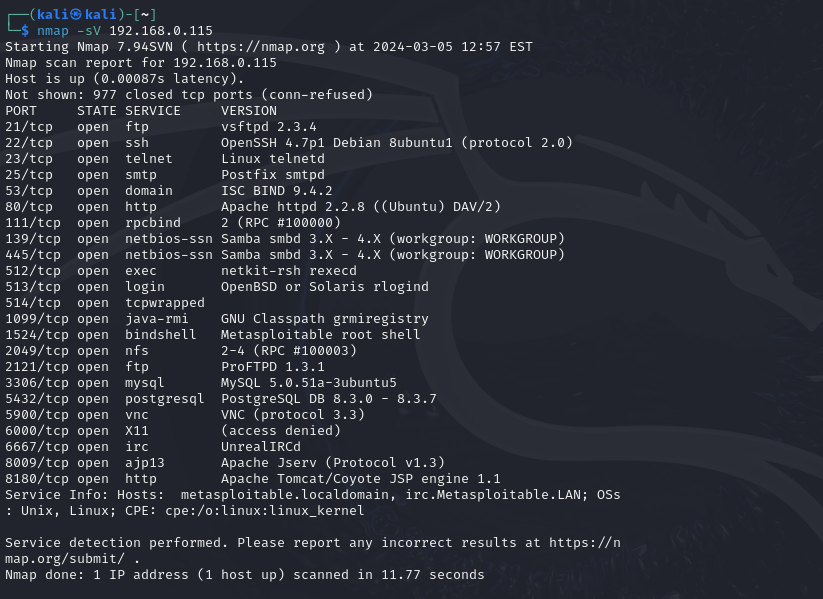 ┌──(kali㉿kali)-[~]
└─$ nmap -sV 192.168.0.115
Starting Nmap 7.94SVN ( https://nmap.org ) at 2024-03-05 12:57 EST
Nmap scan report for 192.168.0.115
Host is up (0.00087s latency).
Not shown: 977 closed tcp ports (conn-refused)
PORT     STATE SERVICE     VERSION
21/tcp   open  ftp         vsftpd 2.3.4
22/tcp   open  ssh         OpenSSH 4.7p1 Debian 8ubuntu1 (protocol 2.0)
23/tcp   open  telnet      Linux telnetd
25/tcp   open  smtp        Postfix smtpd
53/tcp   open  domain      ISC BIND 9.4.2
80/tcp   open  http        Apache httpd 2.2.8 ((Ubuntu) DAV/2)
111/tcp  open  rpcbind     2 (RPC #100000)
139/tcp  open  netbios-ssn Samba smbd 3.X - 4.X (workgroup: WORKGROUP)
445/tcp  open  netbios-ssn Samba smbd 3.X - 4.X (workgroup: WORKGROUP)
512/tcp  open  exec        netkit-rsh rexecd
513/tcp  open  login       OpenBSD or Solaris rlogind
514/tcp  open  tcpwrapped
1099/tcp open  java-rmi    GNU Classpath grmiregistry
1524/tcp open  bindshell   Metasploitable root shell
2049/tcp open  nfs         2-4 (RPC #100003)
2121/tcp open  ftp         ProFTPD 1.3.1
3306/tcp open  mysql       MySQL 5.0.51a-3ubuntu5
5432/tcp open  postgresql  PostgreSQL DB 8.3.0 - 8.3.7
5900/tcp open  vnc         VNC (protocol 3.3)
6000/tcp open  X11         (access denied)
6667/tcp open  irc         UnrealIRCd
8009/tcp open  ajp13       Apache Jserv (Protocol v1.3)
8180/tcp open  http        Apache Tomcat/Coyote JSP engine 1.1
Service Info: Hosts:  metasploitable.localdomain, irc.Metasploitable.LAN; OSs
: Unix, Linux; CPE: cpe:/o:linux:linux_kernel

Service detection performed. Please report any incorrect results at https://n
map.org/submit/ .
Nmap done: 1 IP address (1 host up) scanned in 11.77 seconds